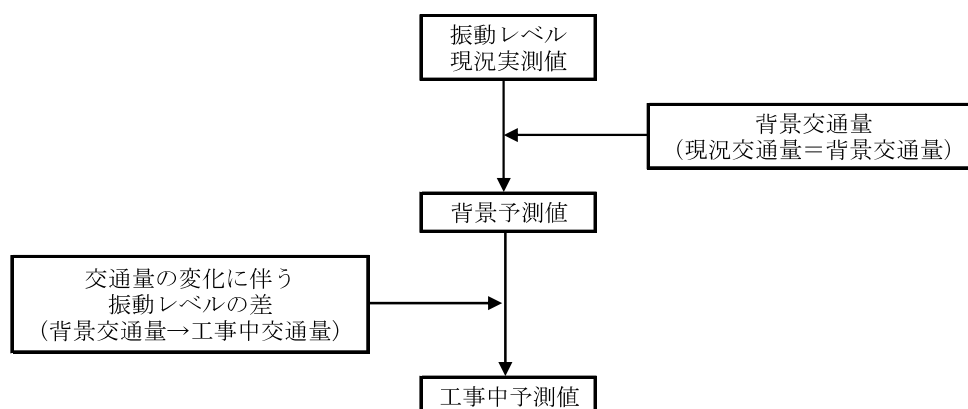 振動レベル
現況実測値
背景交通量
（現況交通量＝背景交通量）
背景予測値
交通量の変化に伴う
振動レベルの差
（背景交通量→工事中交通量）
工事中予測値